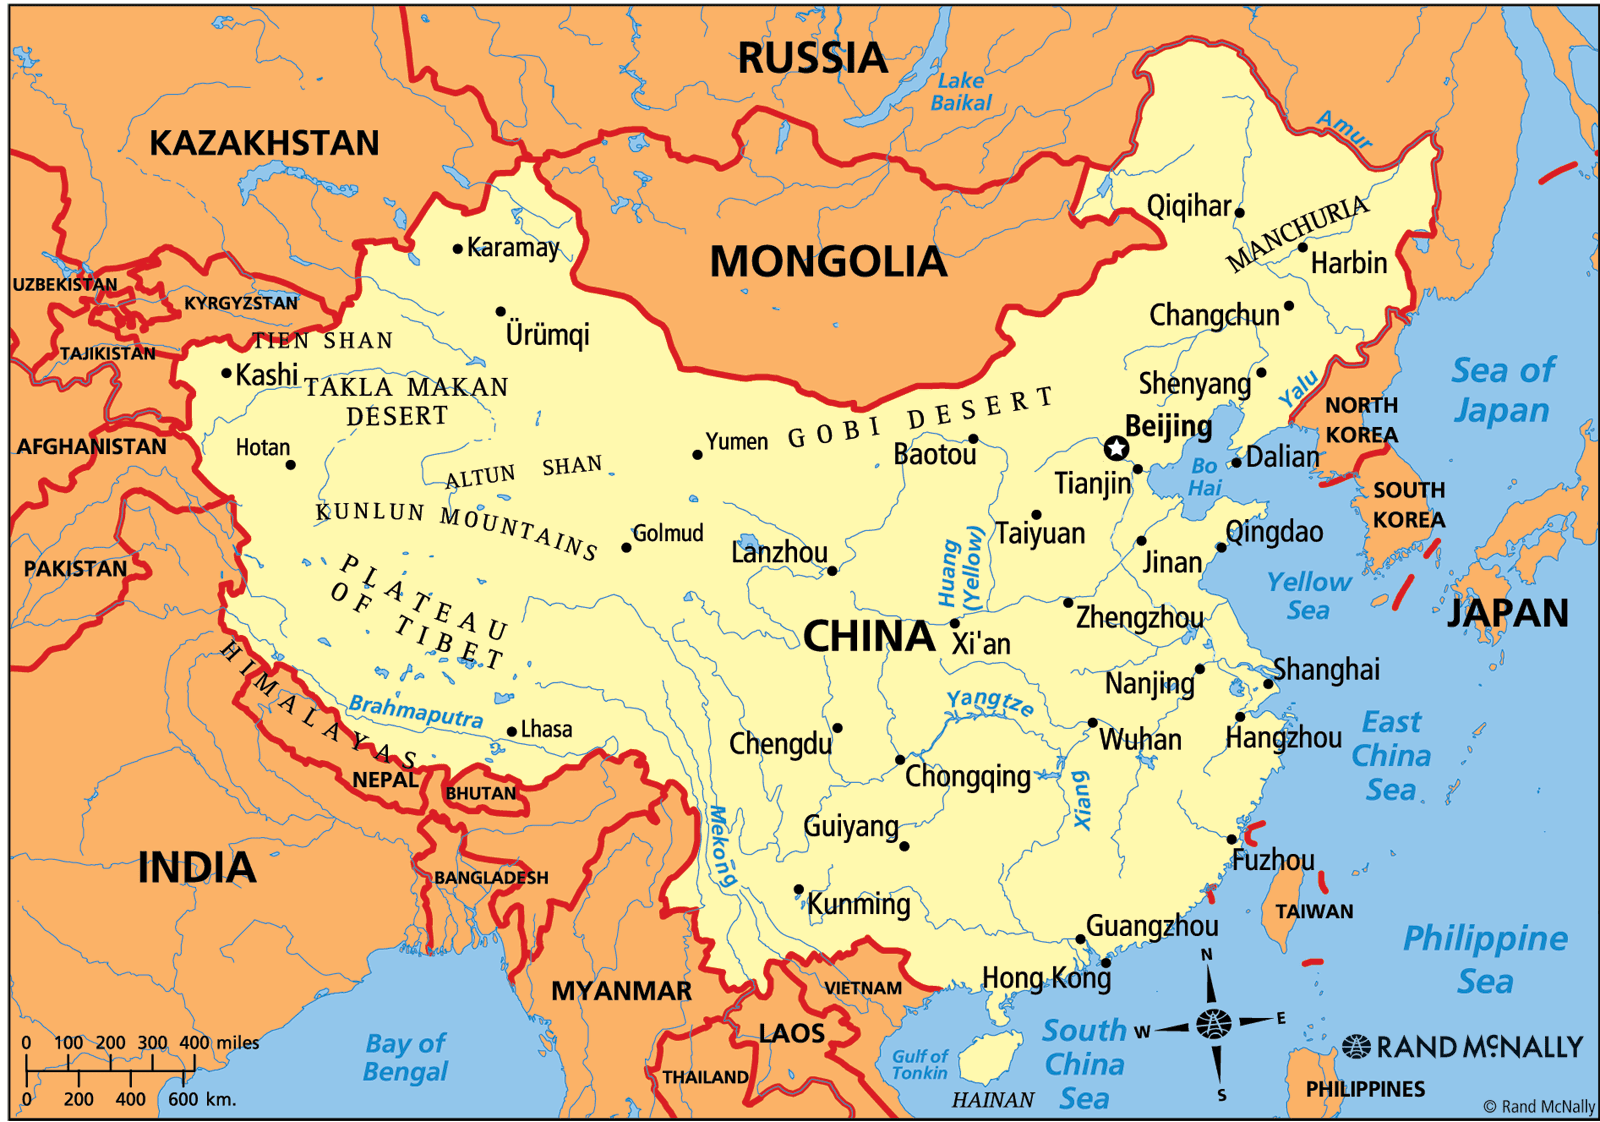 RUSSIA
Lake
Baikal
Amur
KAZAKHSTAN
Qiqihar
MANCHURIA
Karamay
MONGOLIA
Harbin
UZBEKISTAN
KYRGYZSTAN
Changchun
TIEN SHAN
Ürümqi
TAJIKISTAN
Kashi
TAKLA MAKAN
DESERT
Shenyang
Yalu
Sea of
Japan
NORTH
KOREA
GOBI DESERT
Beijing
AFGHANISTAN
Hotan
Yumen
Baotou
Dalian
ALTUN SHAN
Tianjin
Bo
Hai
SOUTH
KOREA
KUNLUN MOUNTAINS
Golmud
Taiyuan
Qingdao
Lanzhou
Jinan
PAKISTAN
PLATEAU
OF TIBET
Huang
(Yellow)
Yellow
Sea
JAPAN
Zhengzhou
CHINA
Xi'an
HIMALAYAS
Shanghai
Nanjing
Brahmaputra
Yangtze
Lhasa
Chengdu
Wuhan
Hangzhou
East
China
Sea
NEPAL
BHUTAN
Chongqing
Xiang
Mekong
Guiyang
INDIA
Fuzhou
BANGLADESH
Kunming
TAIWAN
Guangzhou
Philippine
Sea
N
Hong Kong
MYANMAR
VIETNAM
W
E
S
0 100 200 300 400 miles
0 200 400 600 km.
Bay of
Bengal
LAOS
South
China
Sea
Gulf of
Tonkin
THAILAND
HAINAN
RAND McNALLY
PHILIPPINES
© Rand McNally